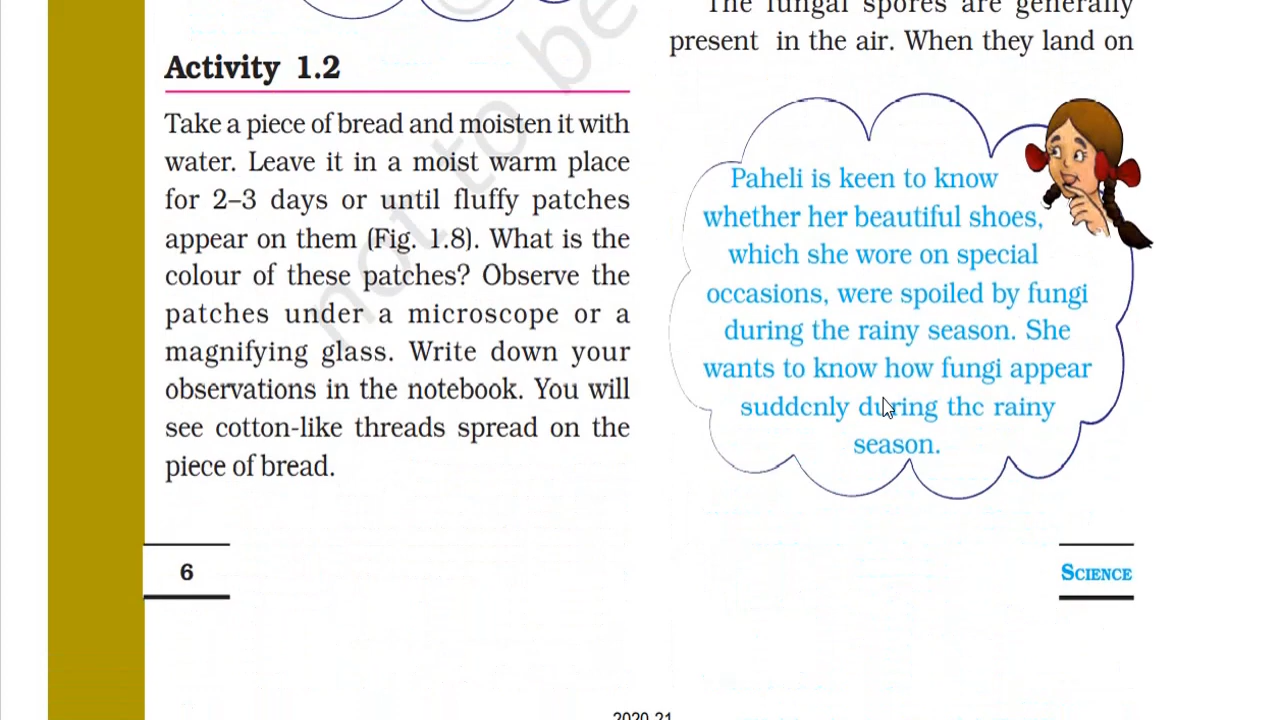 Activity 1.2
Take a piece of bread and moisten it with
water. Leave it in a moist warm place
for 2–3 days or until fluffy patches
appear on them (Fig. 1.8). What is the
colour of these patches? Observe the
patches under a microscope or a
magnifying glass. Write down your
observations in the notebook. You will
see cotton-like threads spread on the
piece of bread.
The fungal spores are generally
present in the air. When they land on
Paheli is keen to know
whether her beautiful shoes,
which she wore on special
occasions, were spoiled by fungi
during the rainy season. She
wants to know how fungi appear
suddenly during the rainy
season.
not to be
6
SCIENCE
2020-21